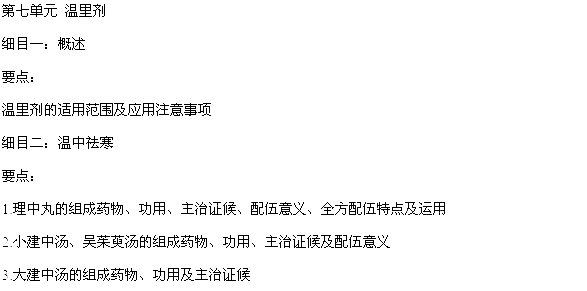 第七单元 温里剂
细目一：概述
要点：
温里剂的适用范围及应用注意事项
细目二：温中祛寒
要点：
1.理中丸的组成药物、功用、主治证候、配伍意义、全方配伍特点及运用
2.小建中汤、吴茱萸汤的组成药物、功用、主治证候及配伍意义
3.大建中汤的组成药物、功用及主治证候